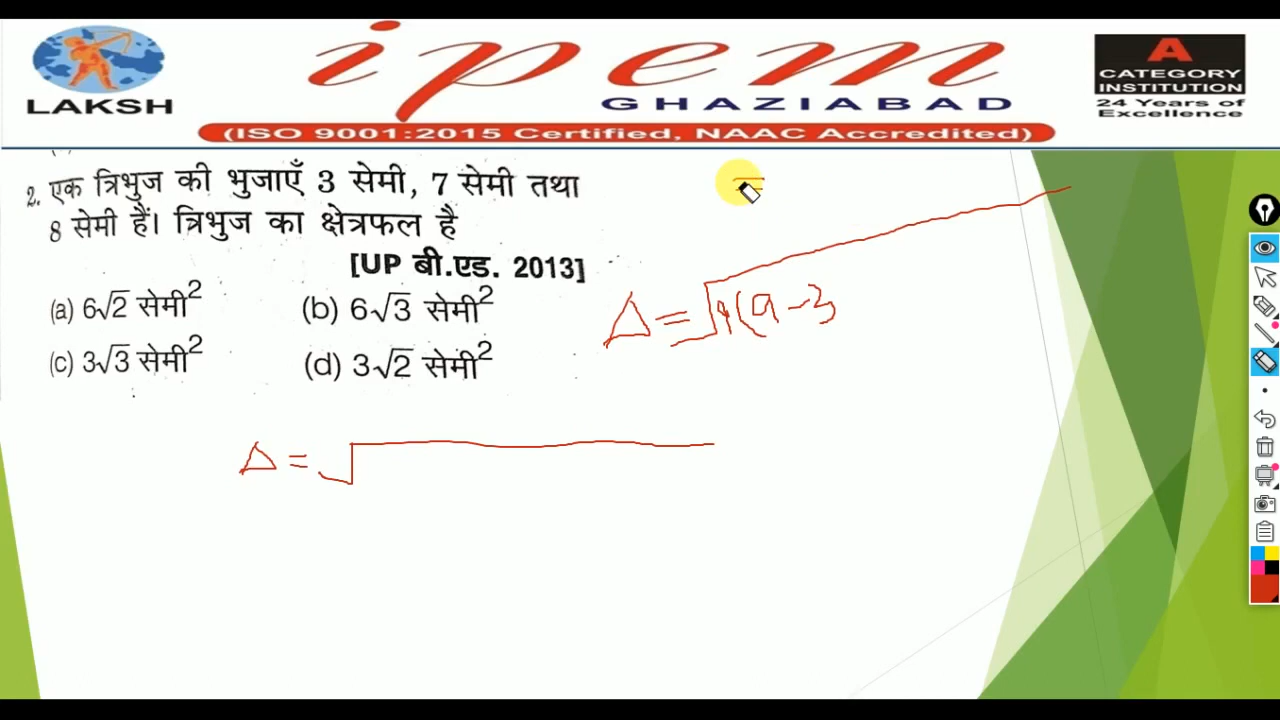 LAKSH
ipem
GHAZIABAD
(ISO 9001:2015 Certified, NAAC Accredited)
A
CATEGORY
INSTITUTION
24 Years of
Excellence
2. एक त्रिभुज की भुजाएँ 3 सेमी, 7 सेमी तथा
8 सेमी हैं। त्रिभुज का क्षेत्रफल है
[UP बी.एड. 2013]
(a) 6√2 सेमी² (b) 6√3 सेमी²
(c) 3√3 सेमी² (d) 3√2 सेमी²
Δ = √9(9-3
Δ = √